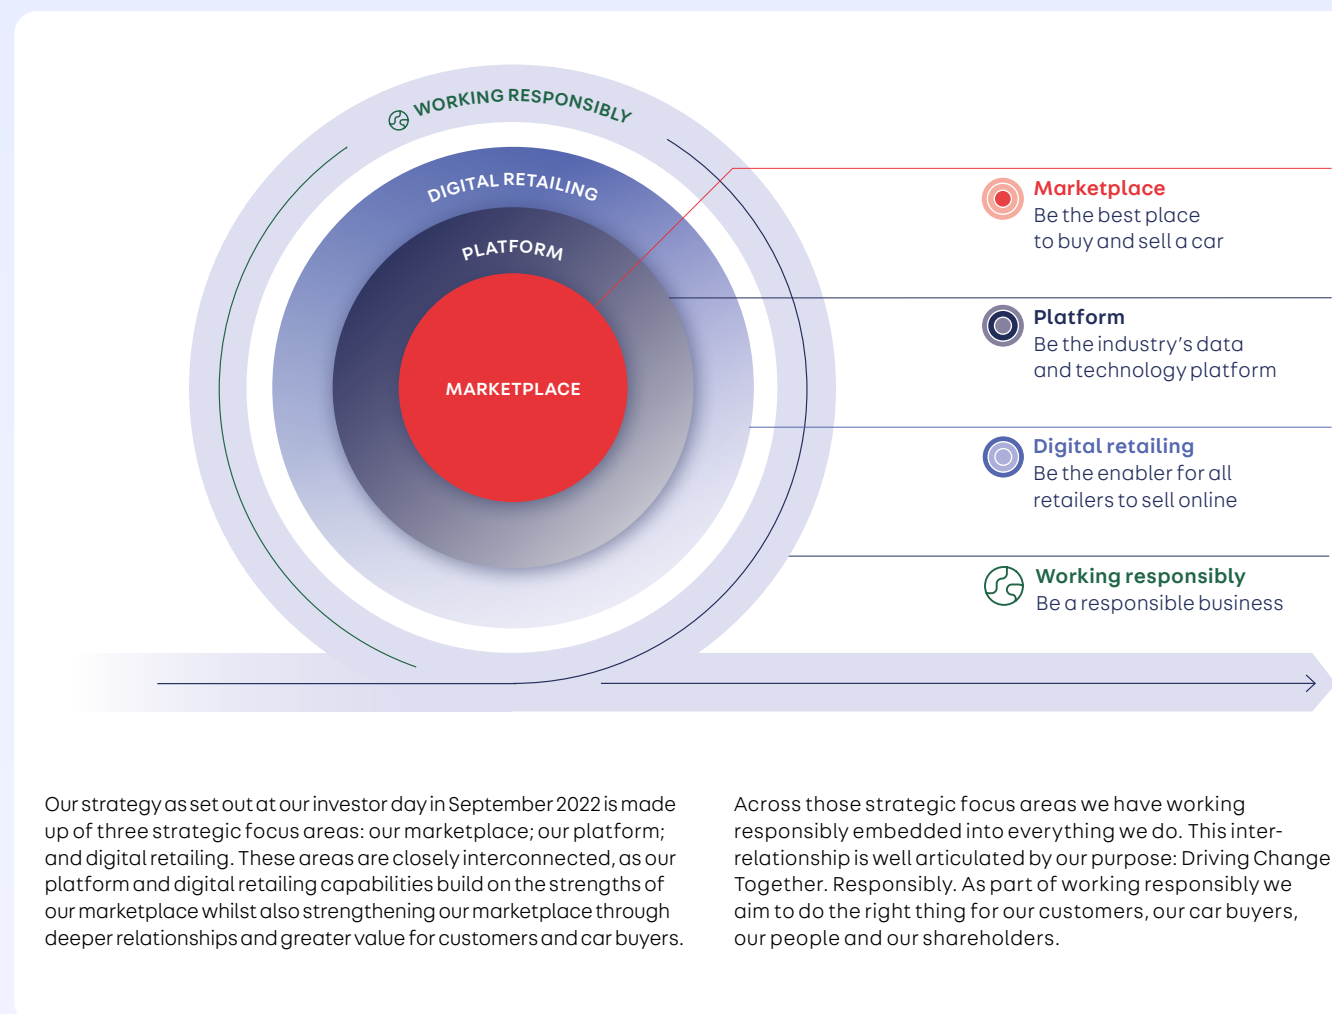 WORKING RESPONSIBLY
DIGITAL RETAILING
PLATFORM
MARKETPLACE
Marketplace
Be the best place
to buy and sell a car
Platform
Be the industry’s data
and technology platform
Digital retailing
Be the enabler for all
retailers to sell online
Working responsibly
Be a responsible business
Our strategy as set out at our investor day in September 2022 is made
up of three strategic focus areas: our marketplace; our platform;
and digital retailing. These areas are closely interconnected, as our
platform and digital retailing capabilities build on the strengths of
our marketplace whilst also strengthening our marketplace through
deeper relationships and greater value for customers and car buyers.
Across those strategic focus areas we have working
responsibly embedded into everything we do. This inter-
relationship is well articulated by our purpose: Driving Change
Together. Responsibly. As part of working responsibly we
aim to do the right thing for our customers, our car buyers,
our people and our shareholders.